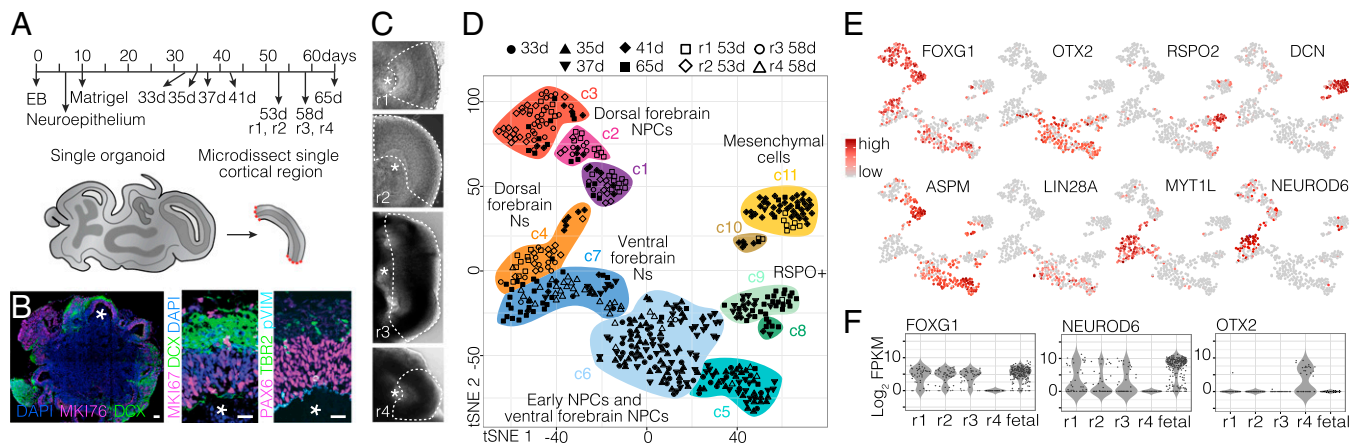 A
0 10 20 30 40 50 60days
EB
Matrigel
33d 35d 37d 41d
65d
Neuroepithelium
53d 58d
r1, r2 r3, r4
Single organoid
Microdissect single
cortical region
B
*
DAPI MKI76 DCX
MKI67 DCX DAPI
*
PAX6 TBR2 pVIM
*
C
*
r1
*
r2
*
*
r3
*
r4
D
33d 35d 41d r1 53d r3 58d
37d 65d r2 53d r4 58d
c3
Dorsal forebrain
NPCs
c2
c1
Mesenchymal
cells
c11
c10
Dorsal
forebrain
Ns
c4
c7
Ventral
forebrain
Ns
RSPO+
c9
c8
c6
c5
Early NPCs and
ventral forebrain NPCs
100
50
0
-50
tSNE 2
tSNE 1
-40 0 40
E
FOXG1 OTX2 RSPO2 DCN
high
low
ASPM LIN28A MYT1L NEUROD6
F
FOXG1 NEUROD6 OTX2
Log2 FPKM
10
0
10
0
10
0
r1 r2 r3 r4 fetal
r1 r2 r3 r4 fetal
r1 r2 r3 r4 fetal